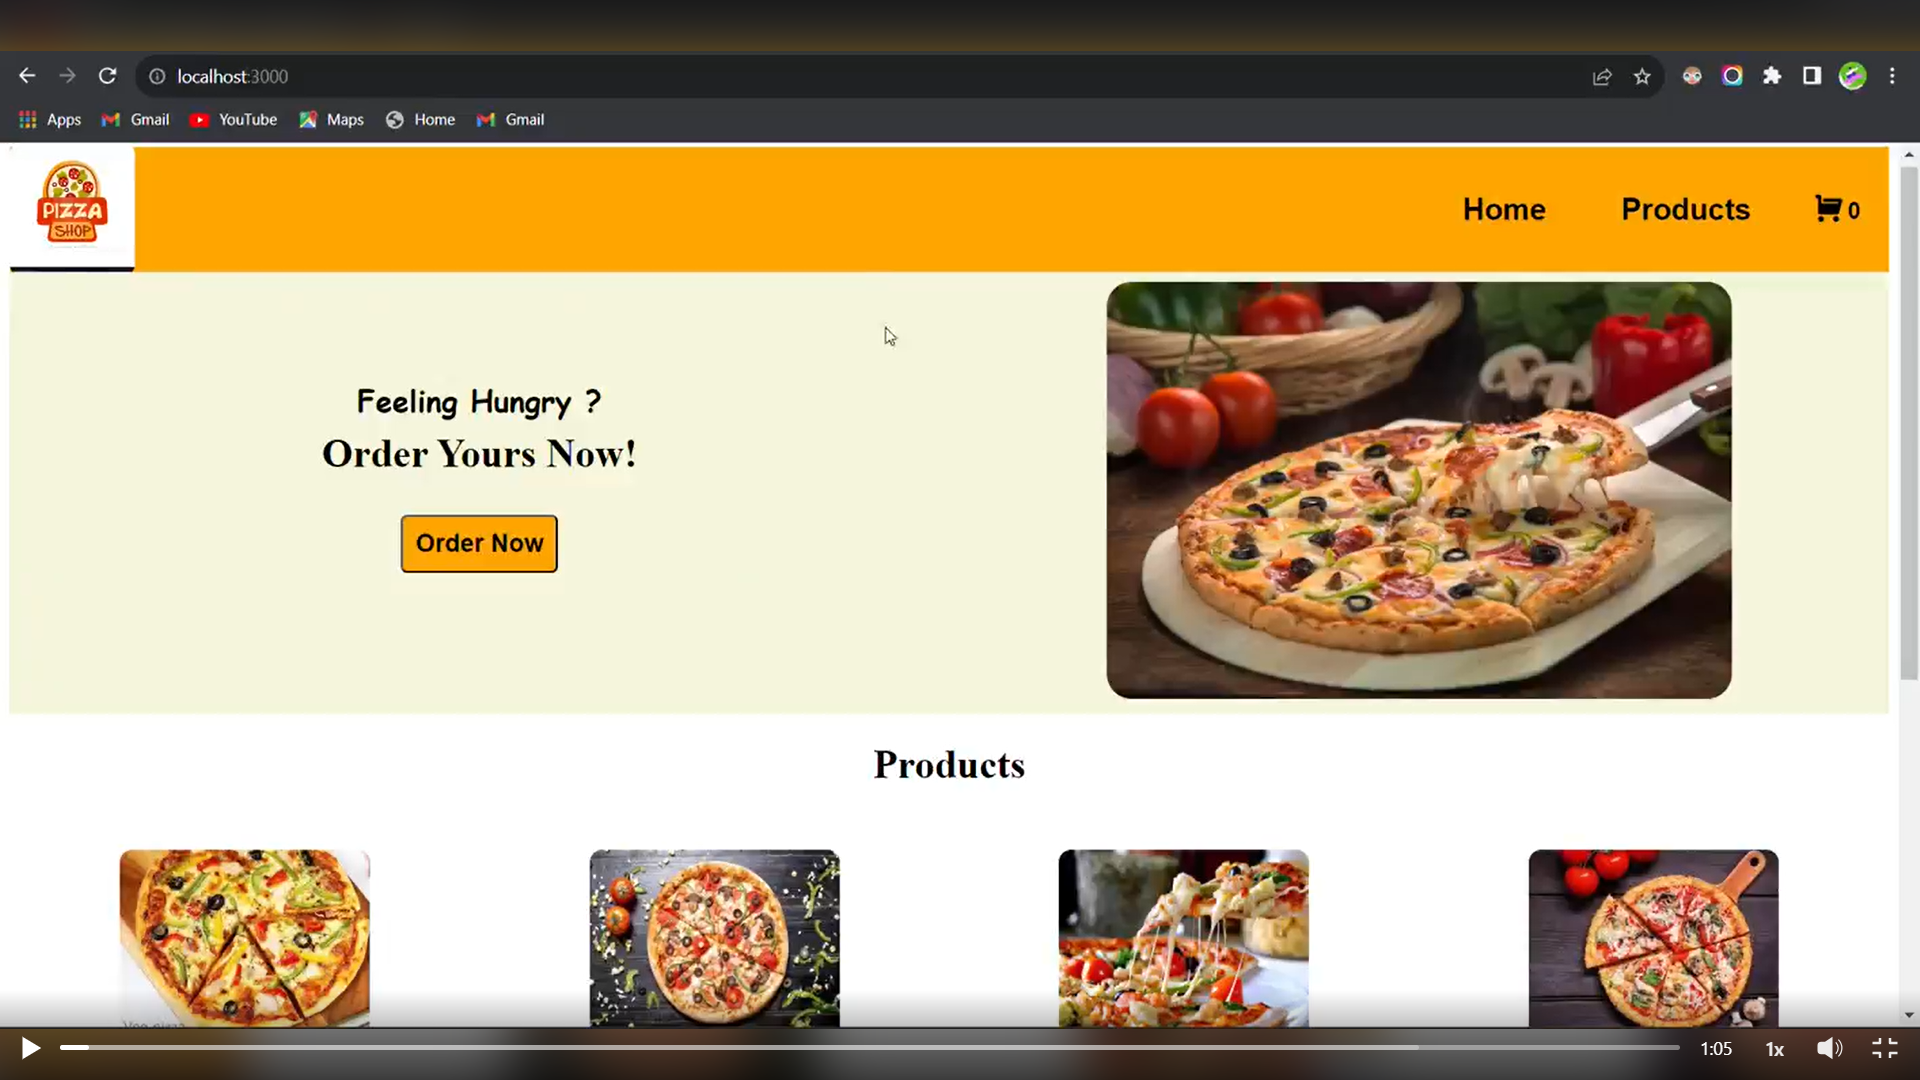 localhost:3000
Apps Gmail YouTube Maps Home Gmail
PIZZA
SHOP
Home Products 0
Feeling Hungry ?
Order Yours Now!
Order Now
Products
1:05 1x